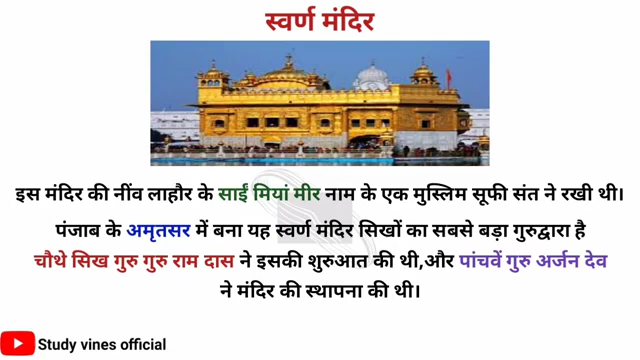 स्वर्ण मंदिर
इस मंदिर की नींव लाहौर के साईं मियां मीर नाम के एक मुस्लिम सूफी संत ने रखी थी।
पंजाब के अमृतसर में बना यह स्वर्ण मंदिर सिखों का सबसे बड़ा गुरुद्वारा है
चौथे सिख गुरु गुरु राम दास ने इसकी शुरुआत की थी,और पांचवें गुरु अर्जन देव
ने मंदिर की स्थापना की थी।
Study vines official